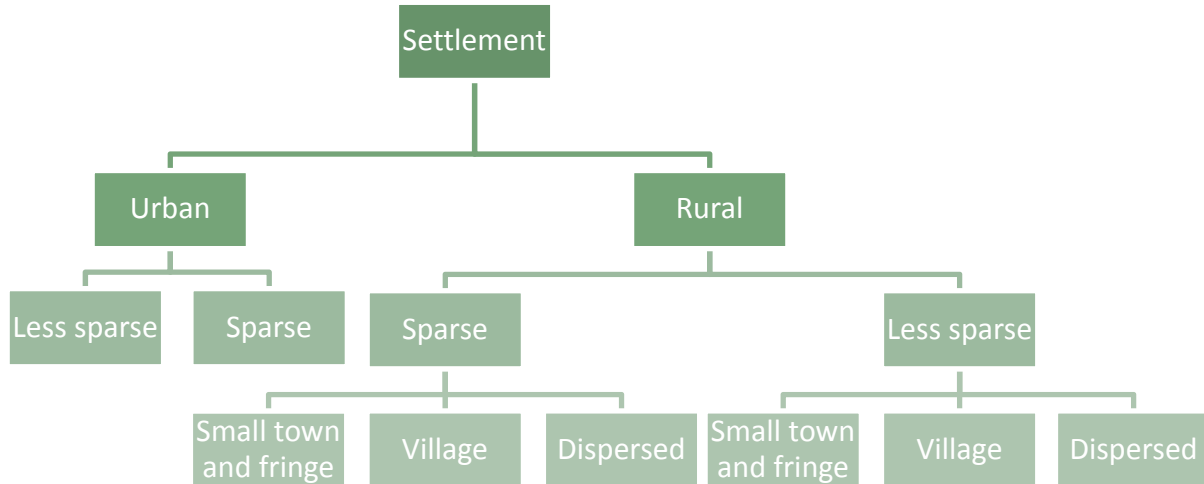 Settlement
Urban
Rural
Less sparse
Sparse
Sparse
Less sparse
Small town
and fringe
Village
Dispersed
Small town
and fringe
Village
Dispersed